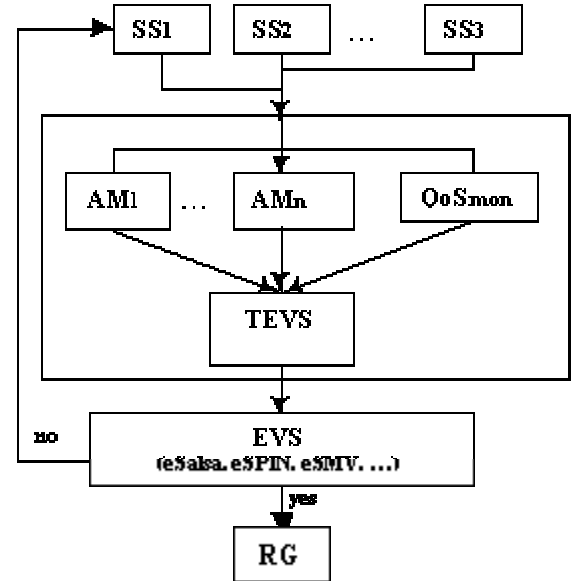 SS1 SS2 ... SS3
AM1 ... AMn QoSmon
TEVS
no
EVS
(eSalsa, eSPIN, eSMV, ...)
yes
RG